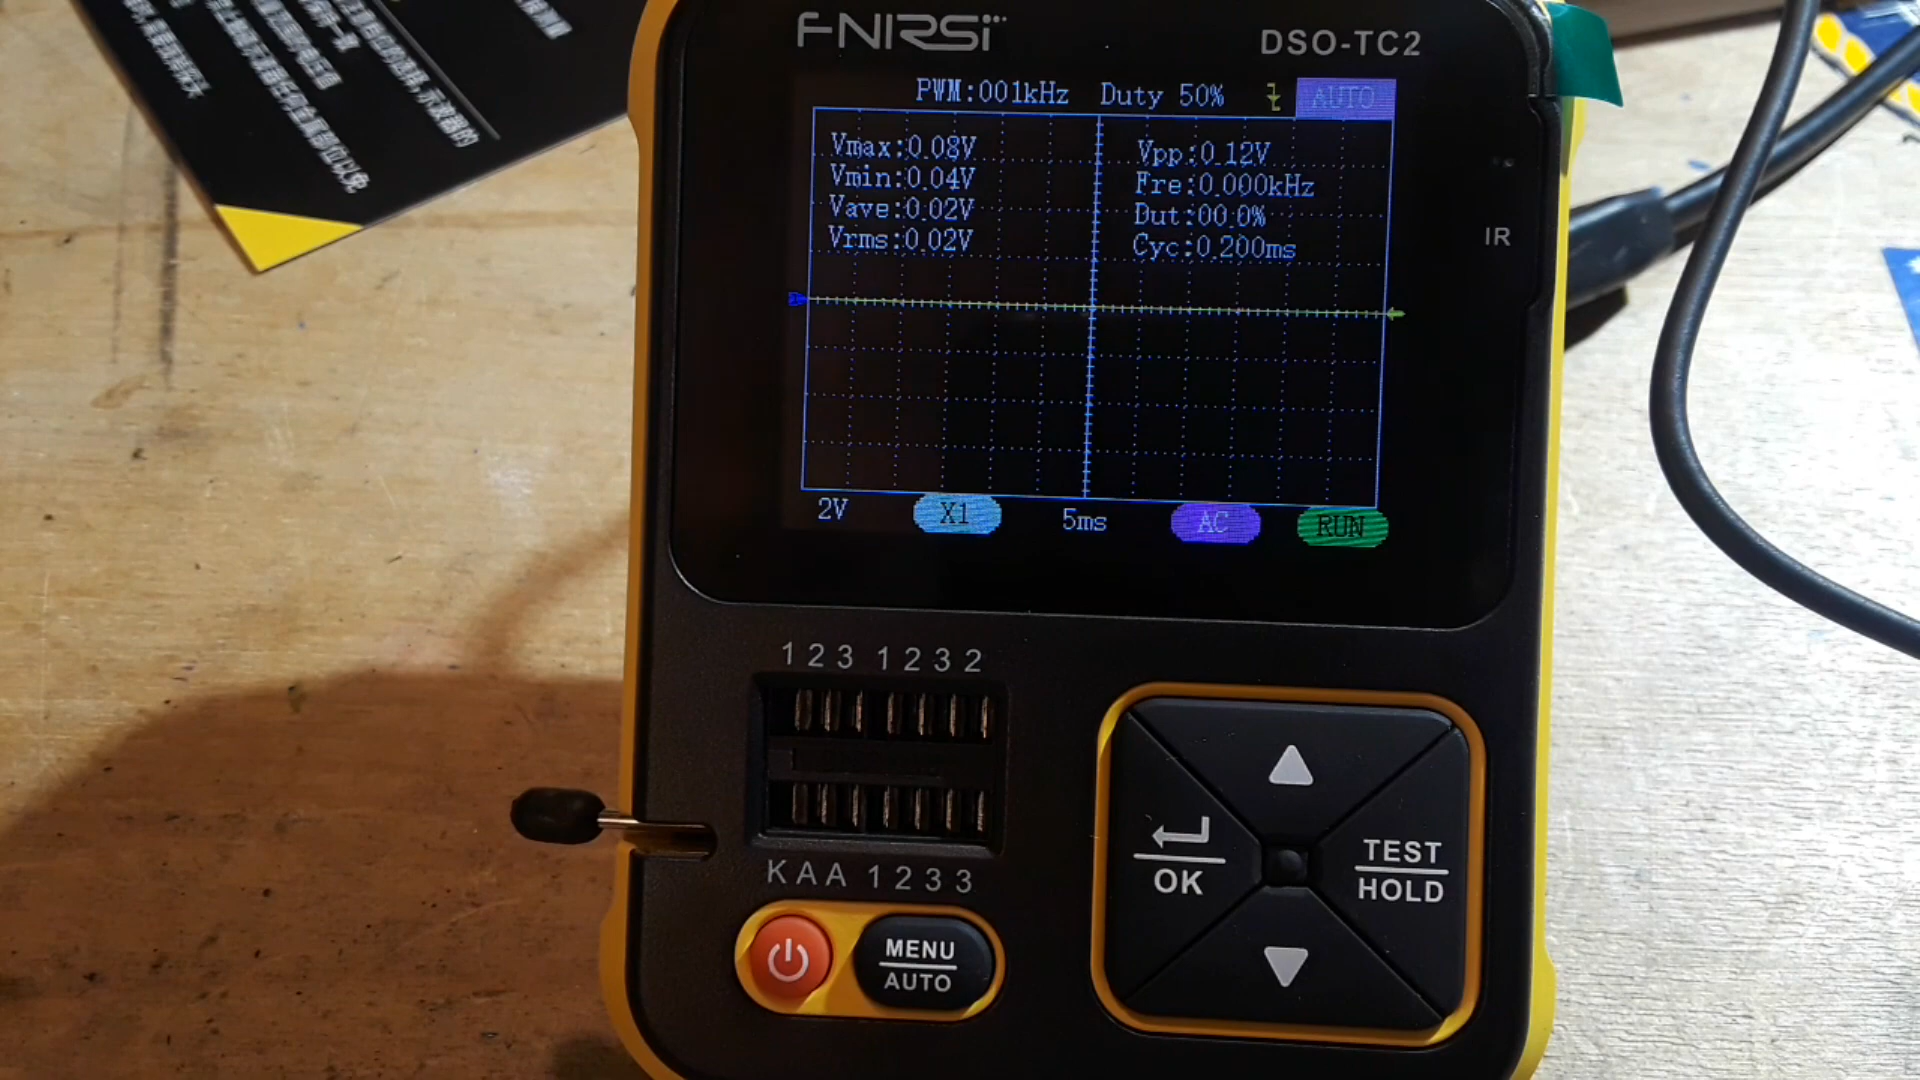 FNIRSI
DSO-TC2
PWM:001kHz Duty 50% AUTO
Vmax:0.08V Vpp:0.12V
Vmin:0.04V Fre:0.000kHz
Vave:0.02V Dut:00.0%
Vrms:0.02V Cyc:0.200ms
IR
2V X1 5ms AC RUN
1 2 3 1 2 3 2
K A A 1 2 3 3
OK
TEST
HOLD
MENU
AUTO